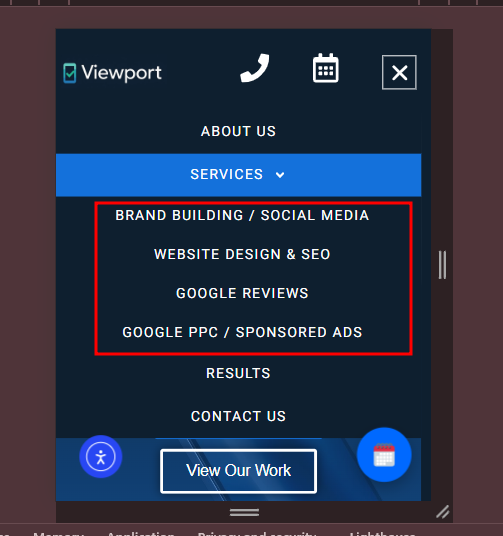 Viewport
ABOUT US
SERVICES
BRAND BUILDING / SOCIAL MEDIA
WEBSITE DESIGN & SEO
GOOGLE REVIEWS
GOOGLE PPC / SPONSORED ADS
RESULTS
CONTACT US
View Our Work
Memory Application Privacy and security Lighthouse